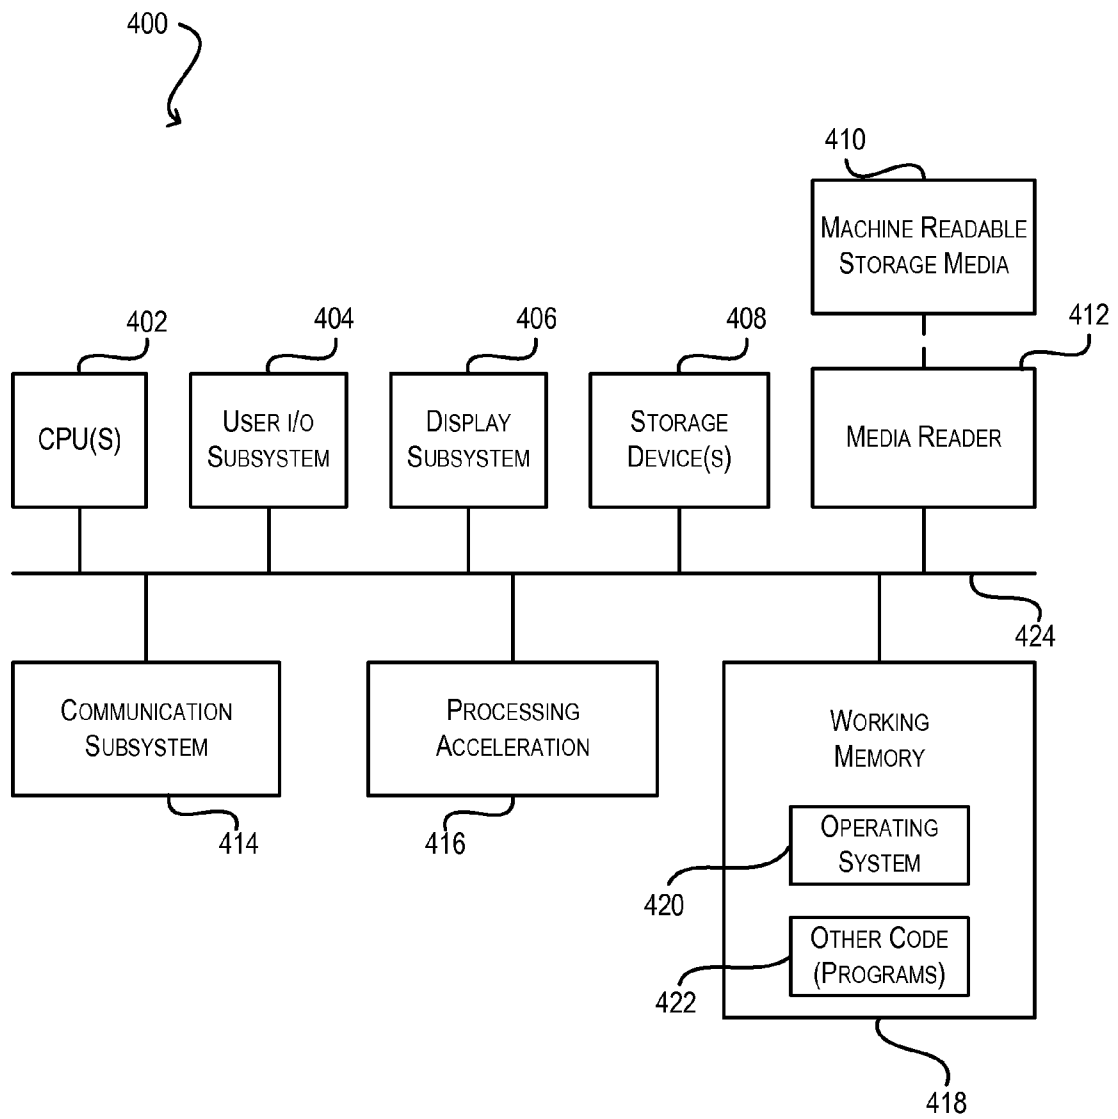 400
410
MACHINE READABLE
STORAGE MEDIA
402
404
406
408
412
CPU(S)
USER I/O
SUBSYSTEM
DISPLAY
SUBSYSTEM
STORAGE
DEVICE(S)
MEDIA READER
424
COMMUNICATION
SUBSYSTEM
PROCESSING
ACCELERATION
WORKING
MEMORY
414
416
OPERATING
SYSTEM
420
OTHER CODE
(PROGRAMS)
422
418